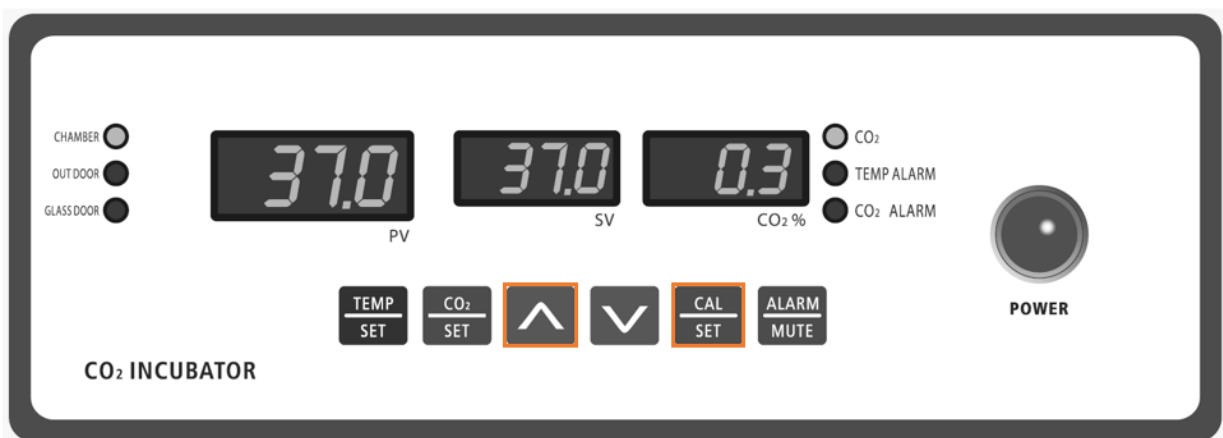 CHAMBER
OUT DOOR
GLASS DOOR
37.0
PV
37.0
SV
0.3
CO₂ %
CO₂
TEMP ALARM
CO₂ ALARM
TEMP
SET
CO₂
SET
CAL
SET
ALARM
MUTE
POWER
CO₂ INCUBATOR